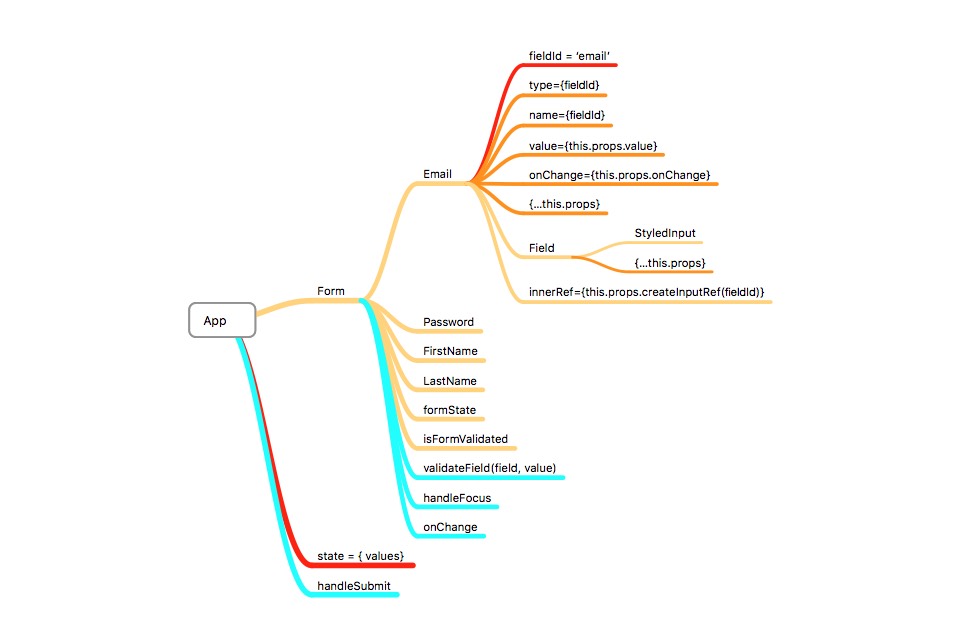 fieldId = ‘email’
type={fieldId}
name={fieldId}
value={this.props.value}
Email
onChange={this.props.onChange}
{...this.props}
StyledInput
Field
{...this.props}
Form
innerRef={this.props.createInputRef(fieldId)}
App
Password
FirstName
LastName
formState
isFormValidated
validateField(field, value)
handleFocus
onChange
state = { values}
handleSubmit